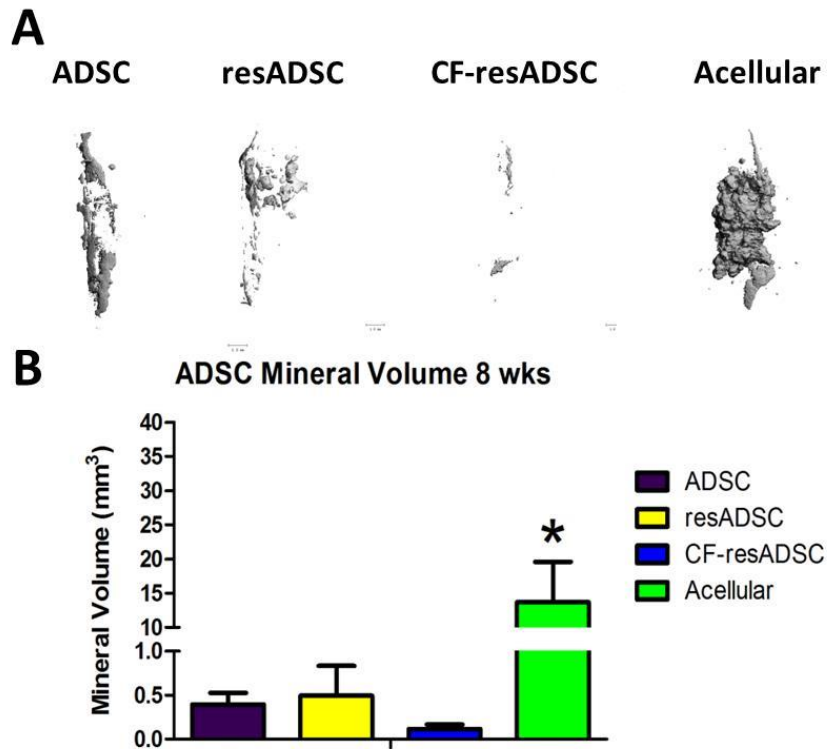 A
ADSC resADSC CF-resADSC Acellular
B
ADSC Mineral Volume 8 wks
Mineral Volume (mm³)
40
35
30
25
20
15
10
1.0
0.5
0.0
*
ADSC
resADSC
CF-resADSC
Acellular